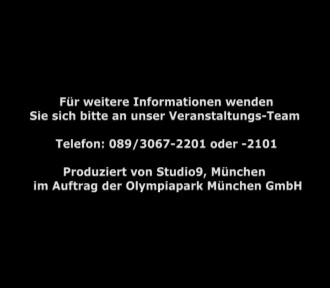 Für weitere Informationen wenden
Sie sich bitte an unser Veranstaltungs-Team
Telefon: 089/3067-2201 oder -2101
Produziert von Studio9, München
im Auftrag der Olympiapark München GmbH